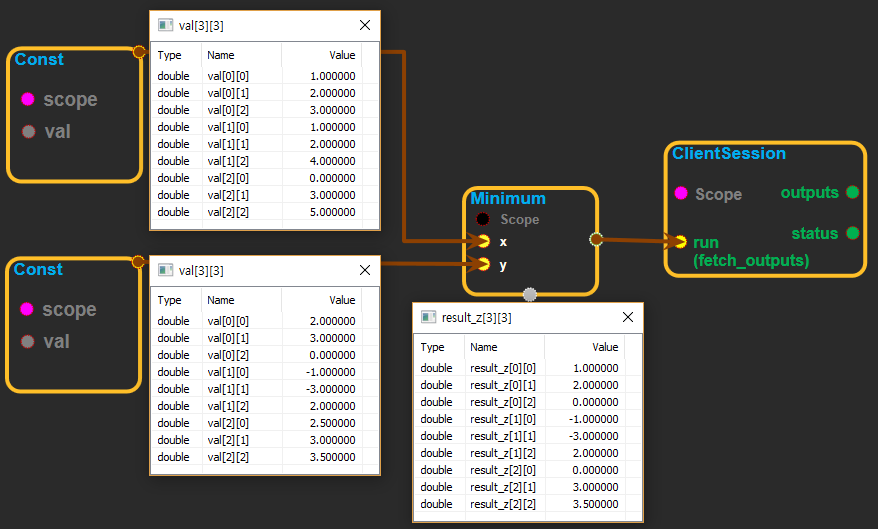 Const
scope
val
val[3][3]
Type Name Value
double val[0][0] 1.000000
double val[0][1] 2.000000
double val[0][2] 3.000000
double val[1][0] 1.000000
double val[1][1] 2.000000
double val[1][2] 4.000000
double val[2][0] 0.000000
double val[2][1] 3.000000
double val[2][2] 5.000000
Const
scope
val
val[3][3]
Type Name Value
double val[0][0] 2.000000
double val[0][1] 3.000000
double val[0][2] 0.000000
double val[1][0] -1.000000
double val[1][1] -3.000000
double val[1][2] 2.000000
double val[2][0] 2.500000
double val[2][1] 3.000000
double val[2][2] 3.500000
Minimum
Scope
x
y
result_z[3][3]
Type Name Value
double result_z[0][0] 1.000000
double result_z[0][1] 2.000000
double result_z[0][2] 0.000000
double result_z[1][0] -1.000000
double result_z[1][1] -3.000000
double result_z[1][2] 2.000000
double result_z[2][0] 0.000000
double result_z[2][1] 3.000000
double result_z[2][2] 3.500000
ClientSession
Scope outputs
status
run
(fetch_outputs)